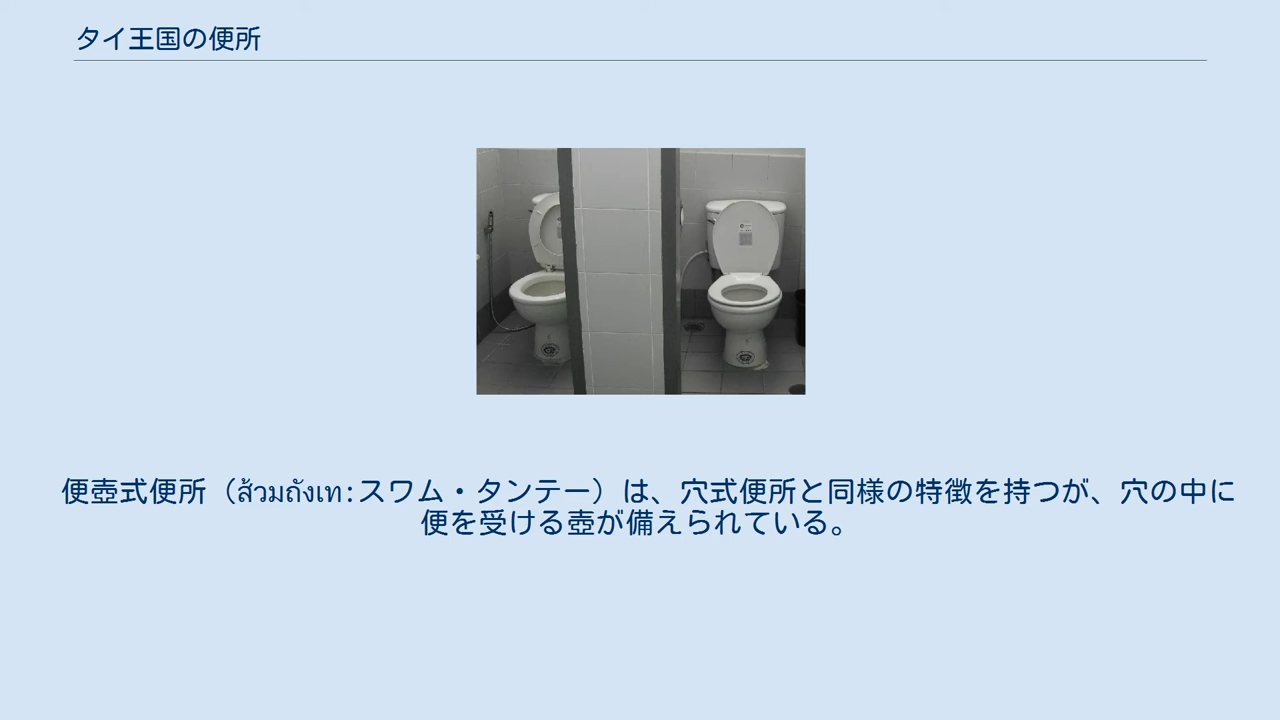 タイ王国の便所
便壺式便所（ส้วมถังเท:スワム・タンテー）は、穴式便所と同様の特徴を持つが、穴の中に
便を受ける壺が備えられている。